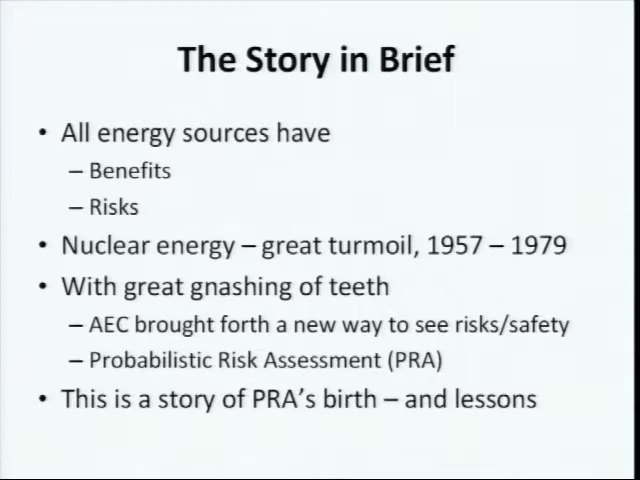 The Story in Brief
• All energy sources have
– Benefits
– Risks
• Nuclear energy – great turmoil, 1957 – 1979
• With great gnashing of teeth
– AEC brought forth a new way to see risks/safety
– Probabilistic Risk Assessment (PRA)
• This is a story of PRA's birth – and lessons